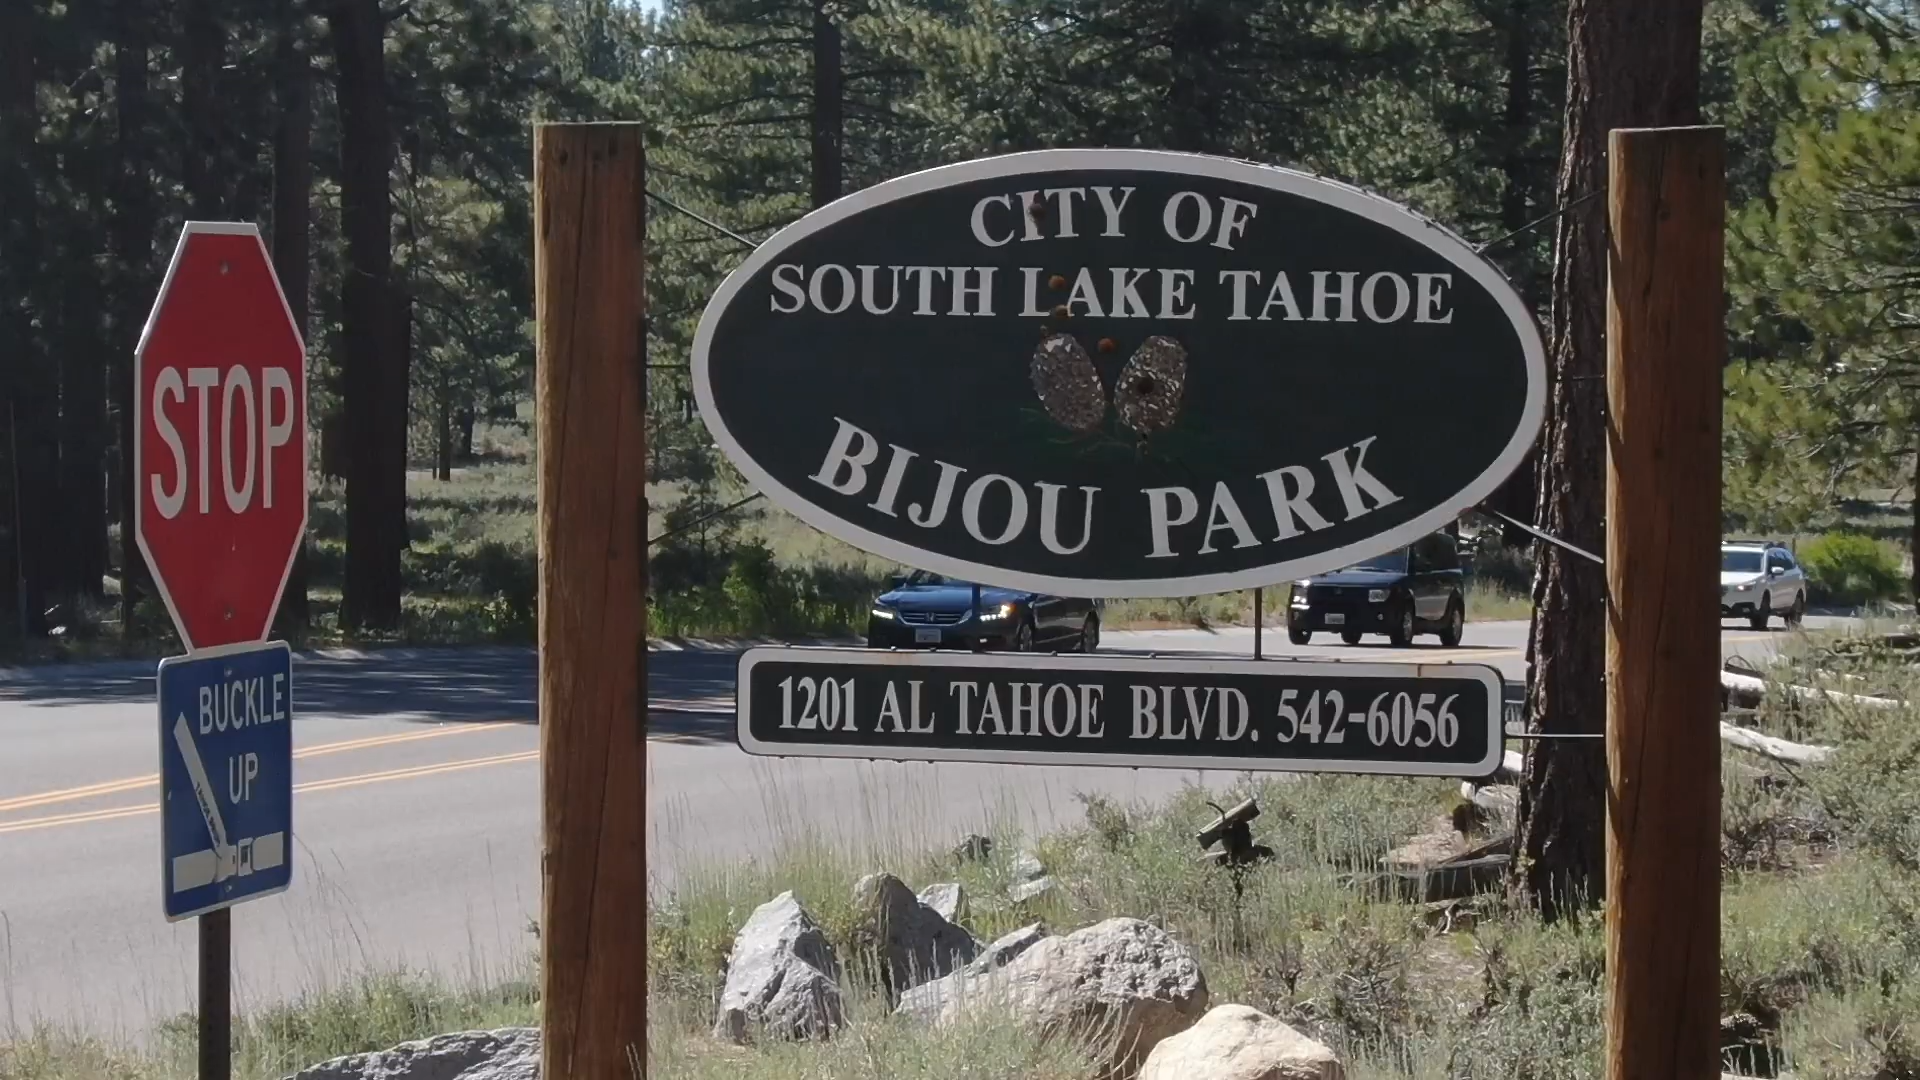 STOP
BUCKLE
UP
CITY OF
SOUTH LAKE TAHOE
BIJOU PARK
1201 AL TAHOE BLVD. 542-6056